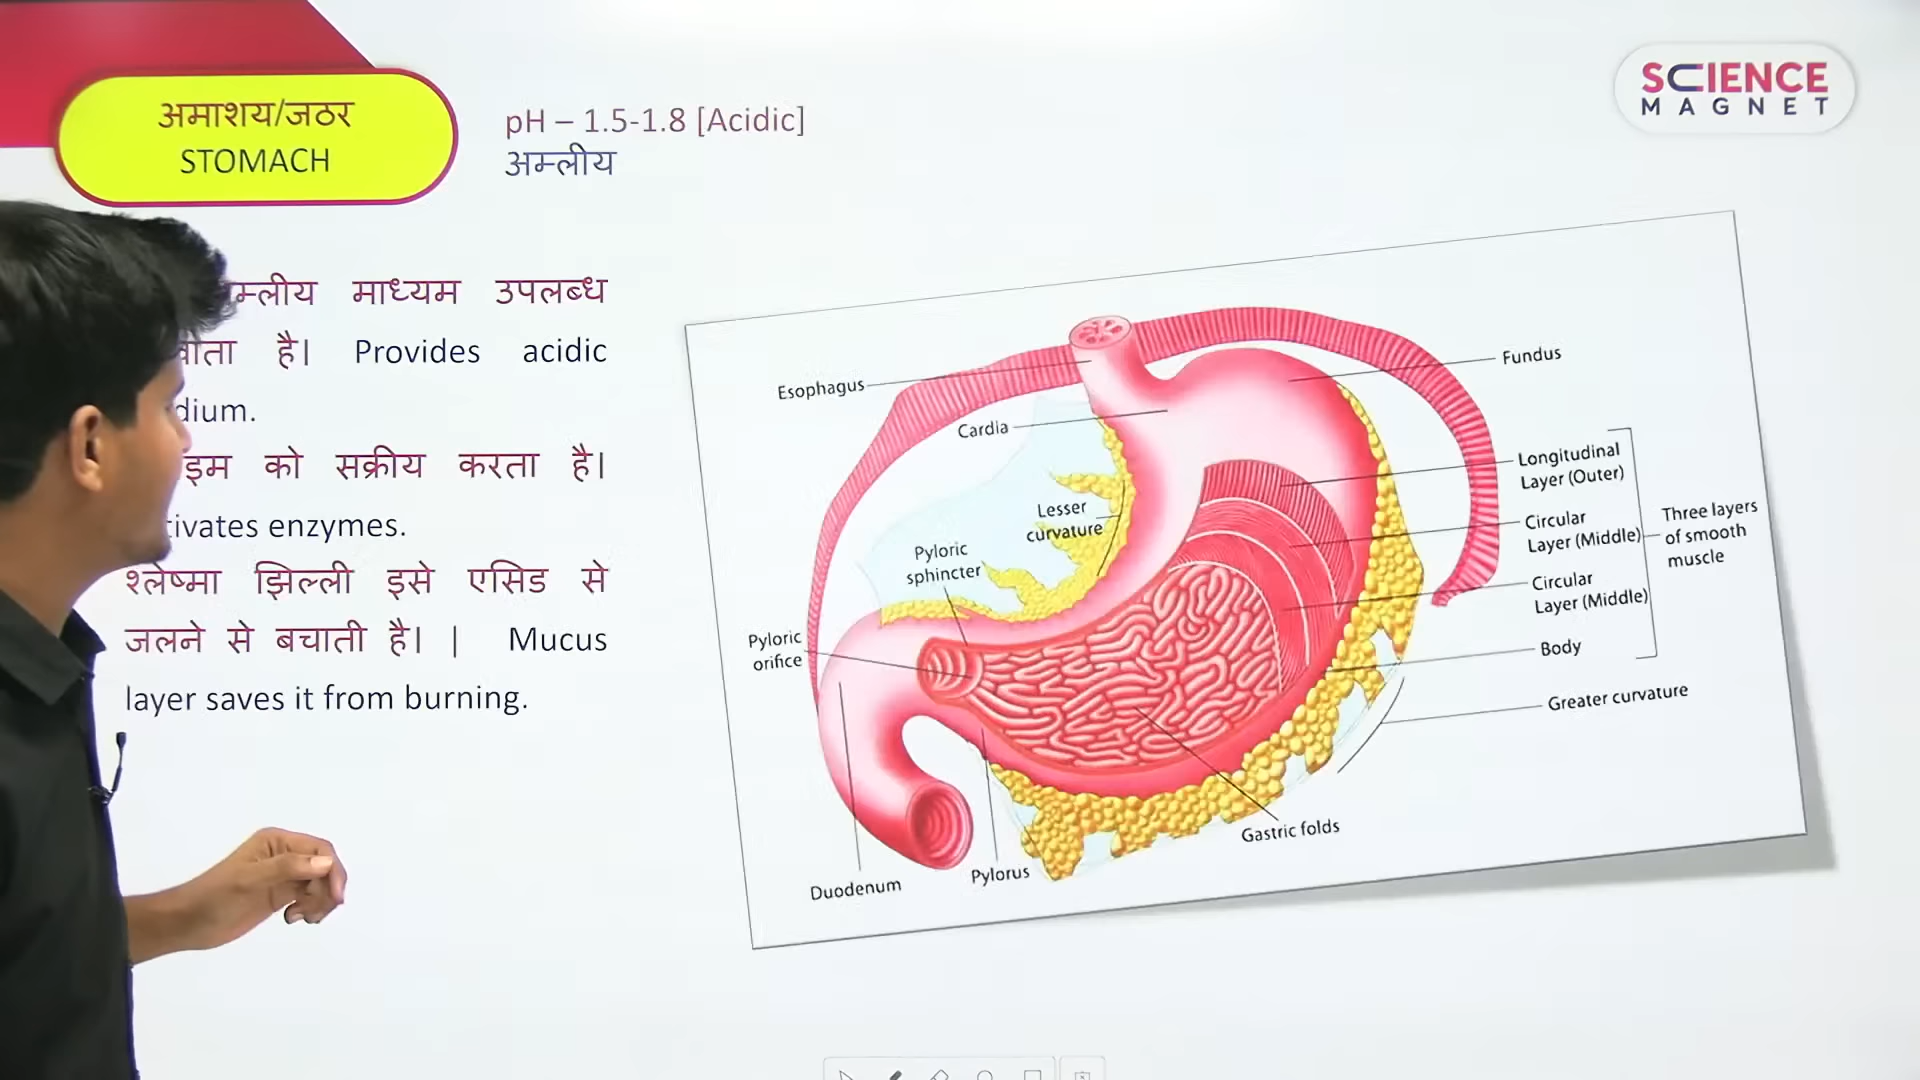 अमाशय/जठर
STOMACH
pH – 1.5-1.8 [Acidic]
अम्लीय
SCIENCE
MAGNET
माध्यम उपलब्ध
है। Provides acidic
को सक्रीय करता है।
enzymes.
श्लेष्मा झिल्ली इसे एसिड से
जलने से बचाती है। | Mucus
layer saves it from burning.
Esophagus
Cardia
Fundus
Lesser
curvature
Pyloric
sphincter
Pyloric
orifice
Longitudinal
Layer (Outer)
Circular
Layer (Middle)
Circular
Layer (Middle)
Three layers
of smooth
muscle
Body
Greater curvature
Gastric folds
Pylorus
Duodenum